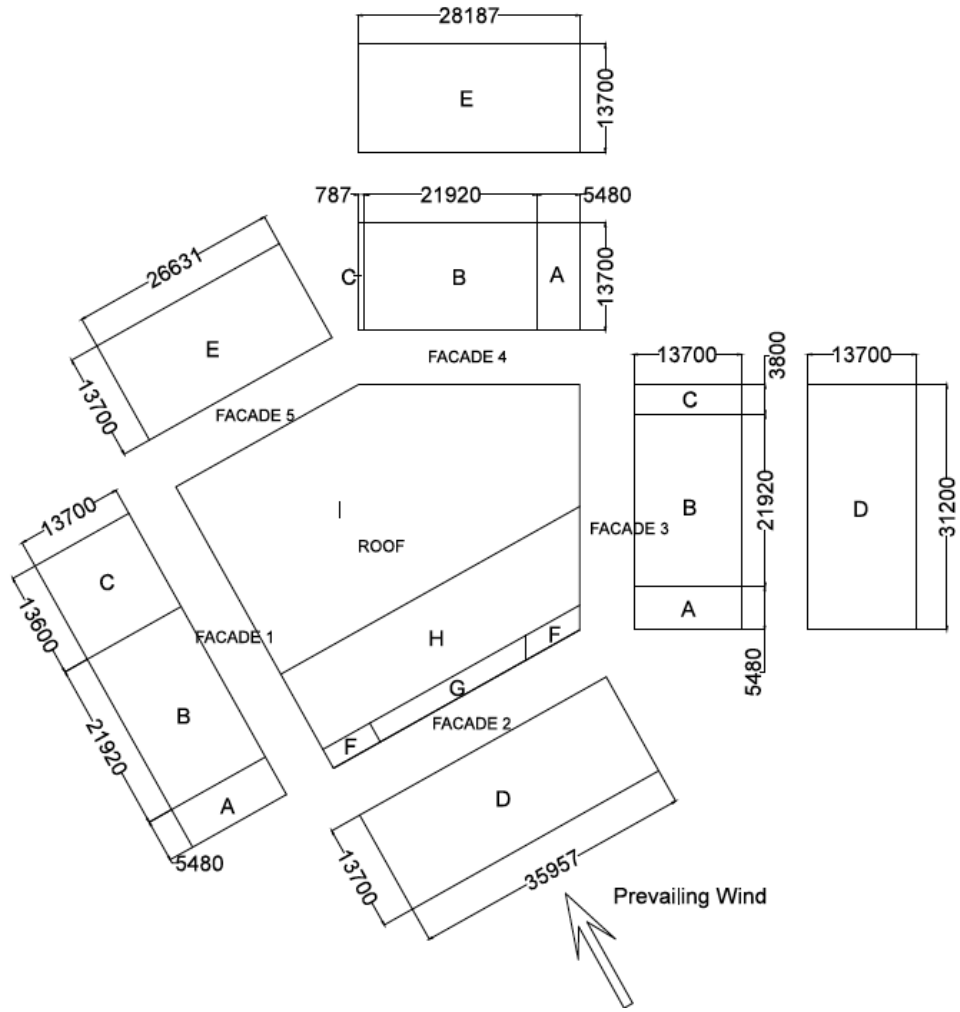 28187
E
13700
787
21920
5480
C
B
A
13700
FACADE 4
26631
E
13700
FACADE 5
13700
3800
13700
C
B
21920
A
5480
D
31200
I
ROOF
FACADE 3
13700
C
13600
FACADE 1
B
21920
A
5480
H
F
G
F
FACADE 2
D
13700
35957
Prevailing Wind